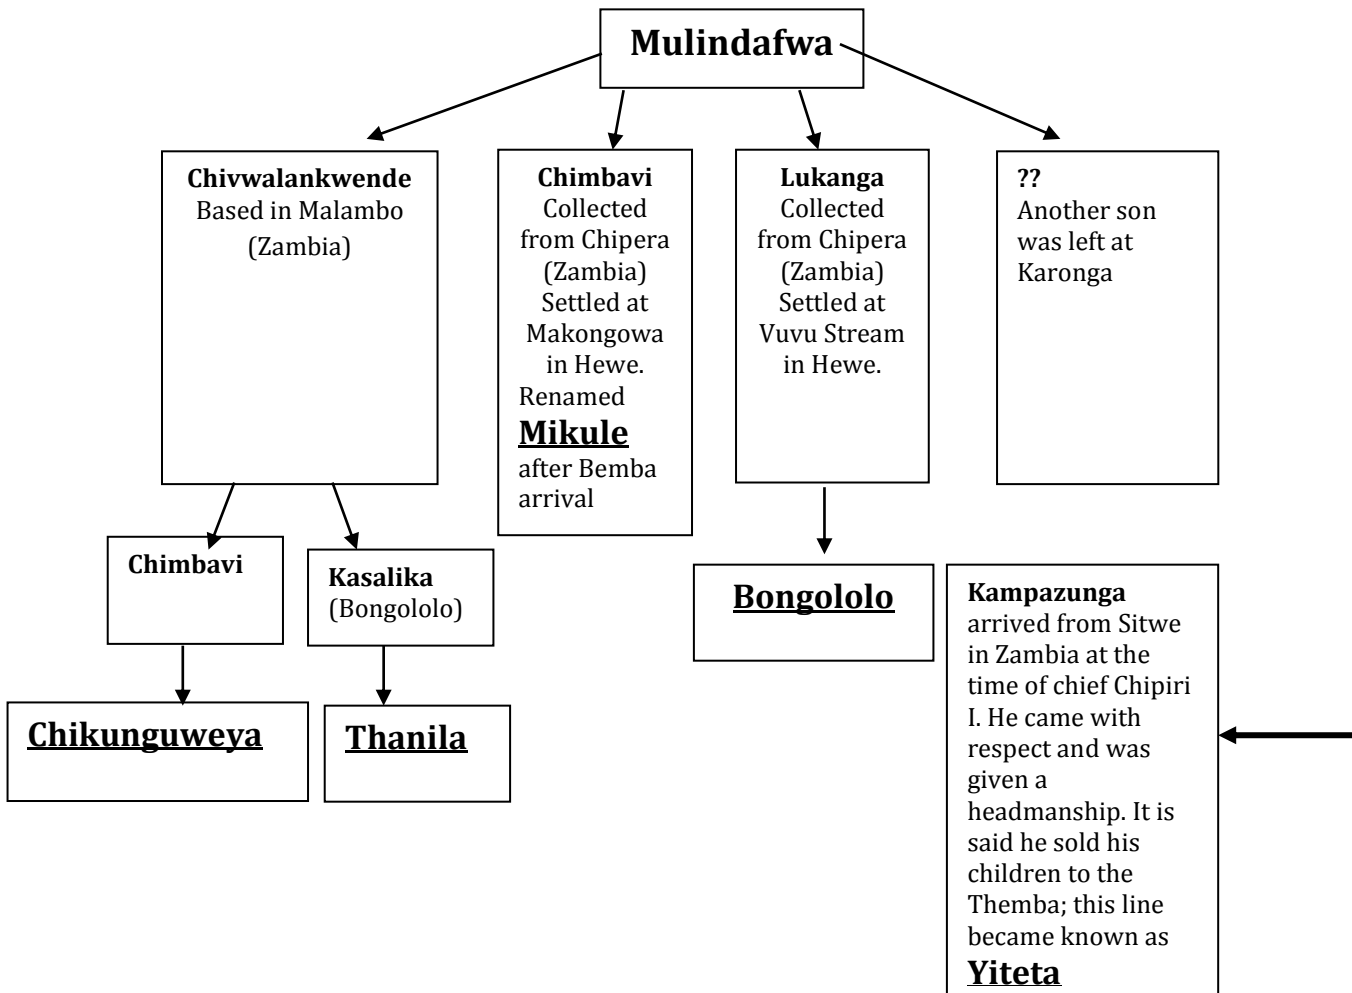 Mulindafwa
Chivwalankwende
Based in Malambo
(Zambia)
Chimbavi
Collected
from Chipera
(Zambia)
Settled at
Makongowa
in Hewe.
Renamed
Mikule
after Bemba
arrival
Lukanga
Collected
from Chipera
(Zambia)
Settled at
Vuvu Stream
in Hewe.
??
Another son
was left at
Karonga
Chimbavi
Kasalika
(Bongololo)
Bongololo
Kampazunga
arrived from Sitwe
in Zambia at the
time of chief Chipiri
I. He came with
respect and was
given a
headmanship. It is
said he sold his
children to the
Themba; this line
became known as
Yiteta
Chikunguweya
Thanila